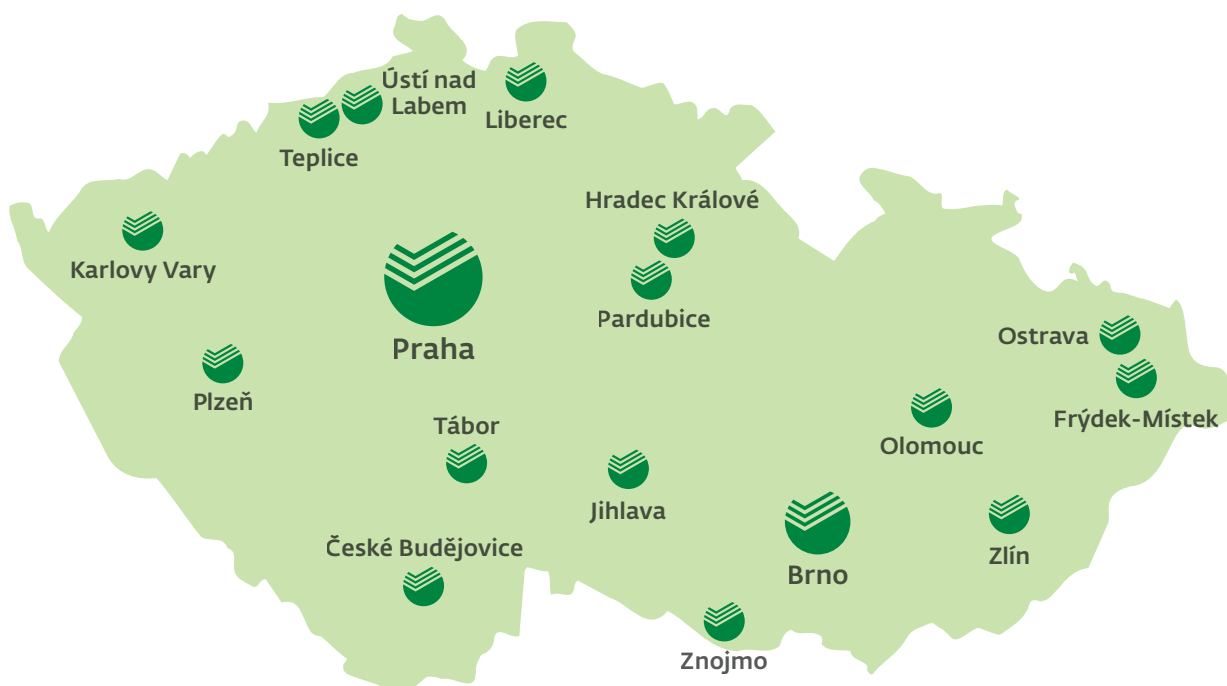 Ústí nad
Labem
Liberec
Teplice
Hradec Králové
Karlovy Vary
Pardubice
Ostrava
Praha
Plzeň
Frýdek-Místek
Tábor
Olomouc
Jihlava
České Budějovice
Zlín
Brno
Znojmo